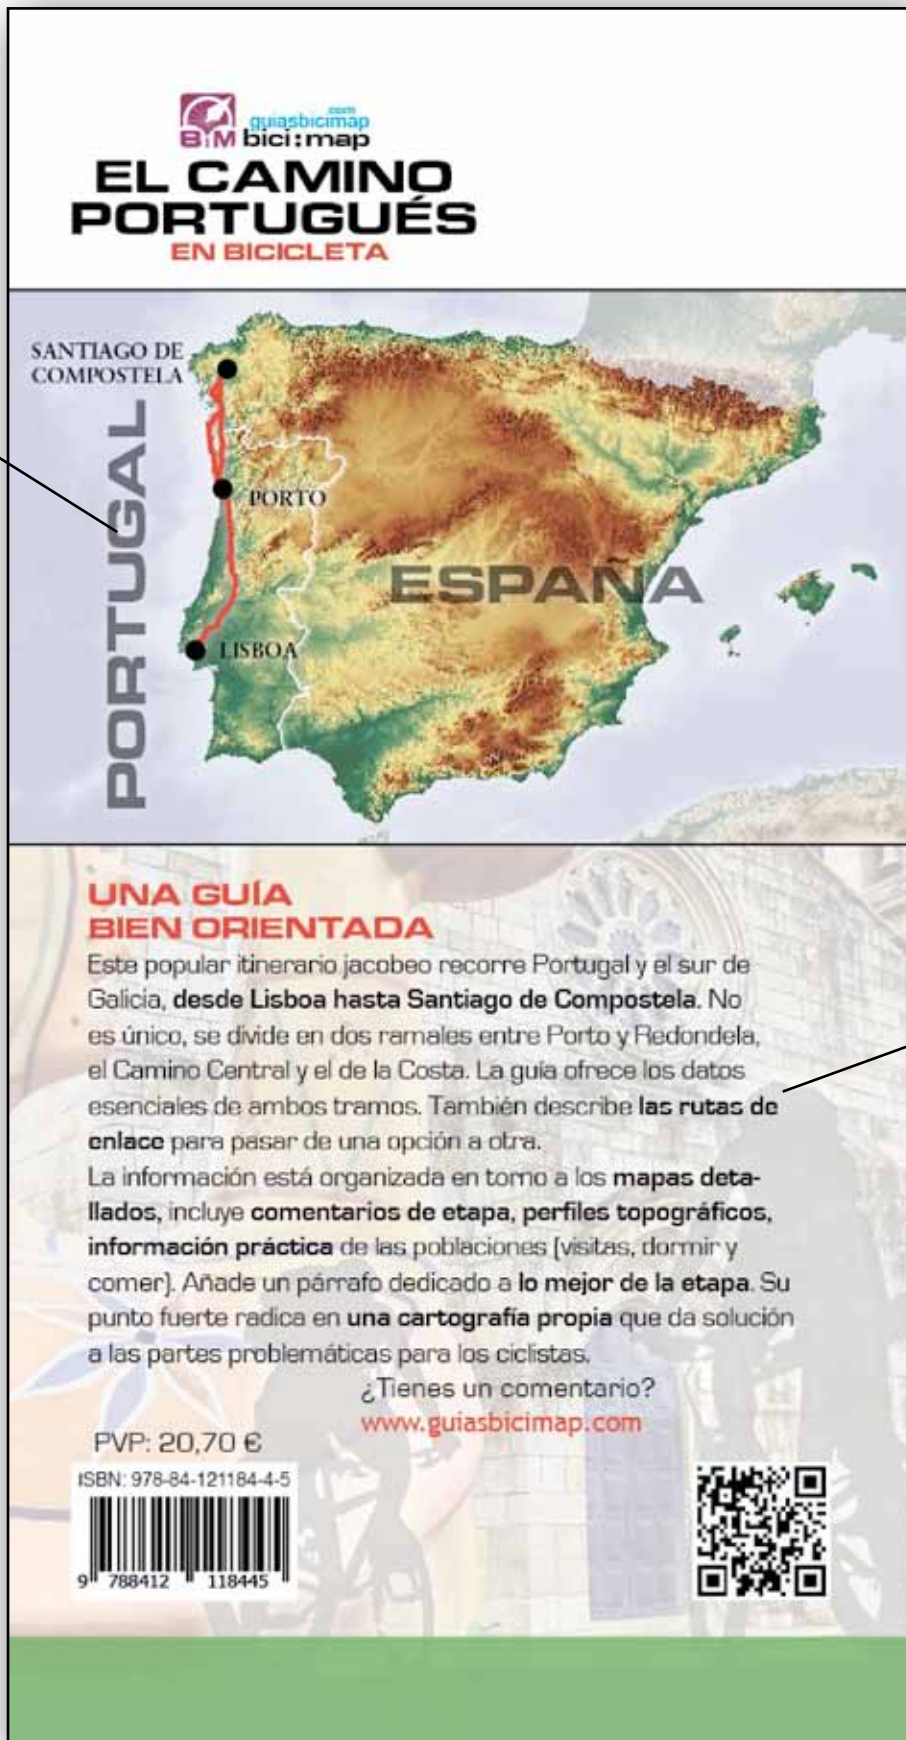 guiasbicimap
.com
BiM bici:map
EL CAMINO
PORTUGUÉS
EN BICICLETA
SANTIAGO DE
COMPOSTELA
PORTUGAL
PORTO
ESPAÑA
LISBOA
UNA GUÍA
BIEN ORIENTADA
Este popular itinerario jacobeo recorre Portugal y el sur de
Galicia, desde Lisboa hasta Santiago de Compostela. No
es único, se divide en dos ramales entre Porto y Redondela,
el Camino Central y el de la Costa. La guía ofrece los datos
esenciales de ambos tramos. También describe las rutas de
enlace para pasar de una opción a otra.
La información está organizada en torno a los mapas deta-
llados, incluye comentarios de etapa, perfiles topográficos,
información práctica de las poblaciones (visitas, dormir y
comer). Añade un párrafo dedicado a lo mejor de la etapa. Su
punto fuerte radica en una cartografía propia que da solución
a las partes problemáticas para los ciclistas.
¿Tienes un comentario?
www.guiasbicimap.com
PVP: 20,70 €
ISBN: 978-84-121184-4-5
9 788412 118445